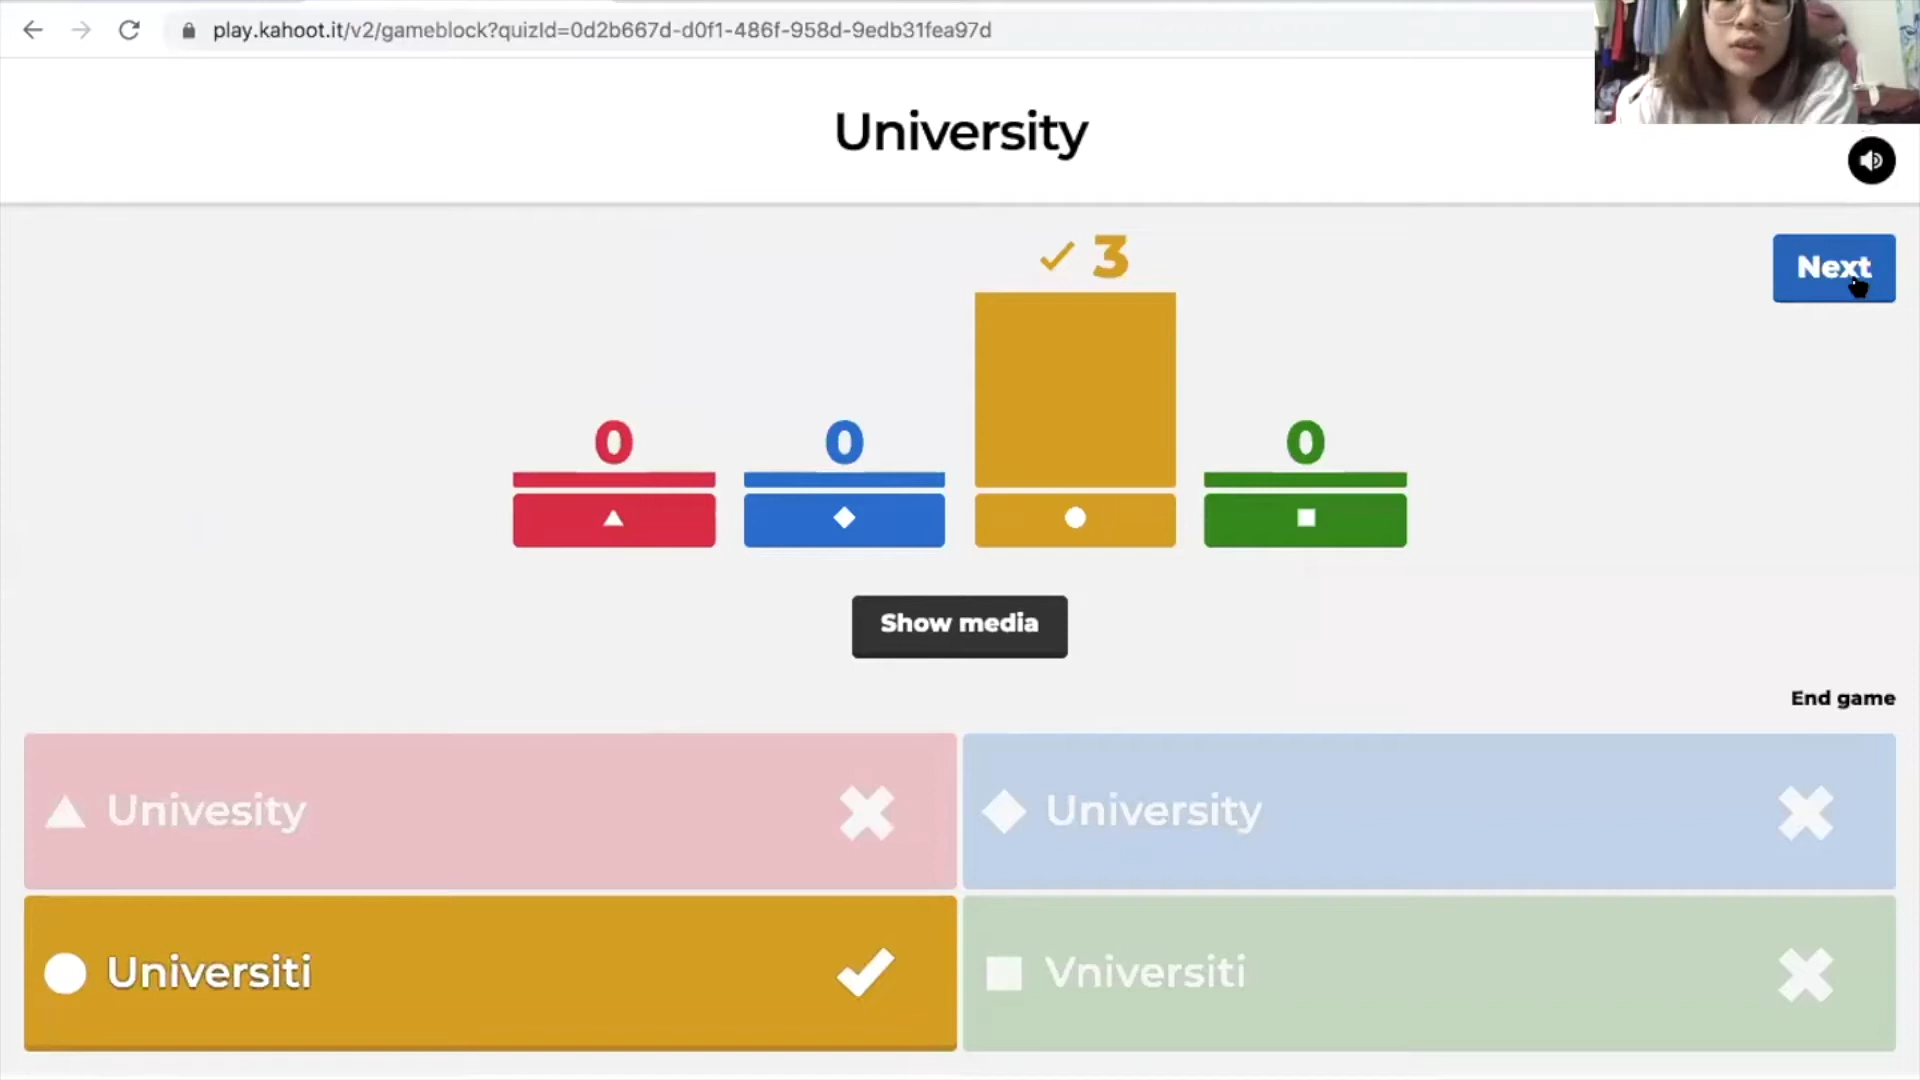 play.kahoot.it/v2/gameblock?quizId=0d2b667d-d0f1-486f-958d-9edb31fea97d
University
3
Next
0
0
0
Show media
End game
Univesity
University
Universiti
Vniversiti